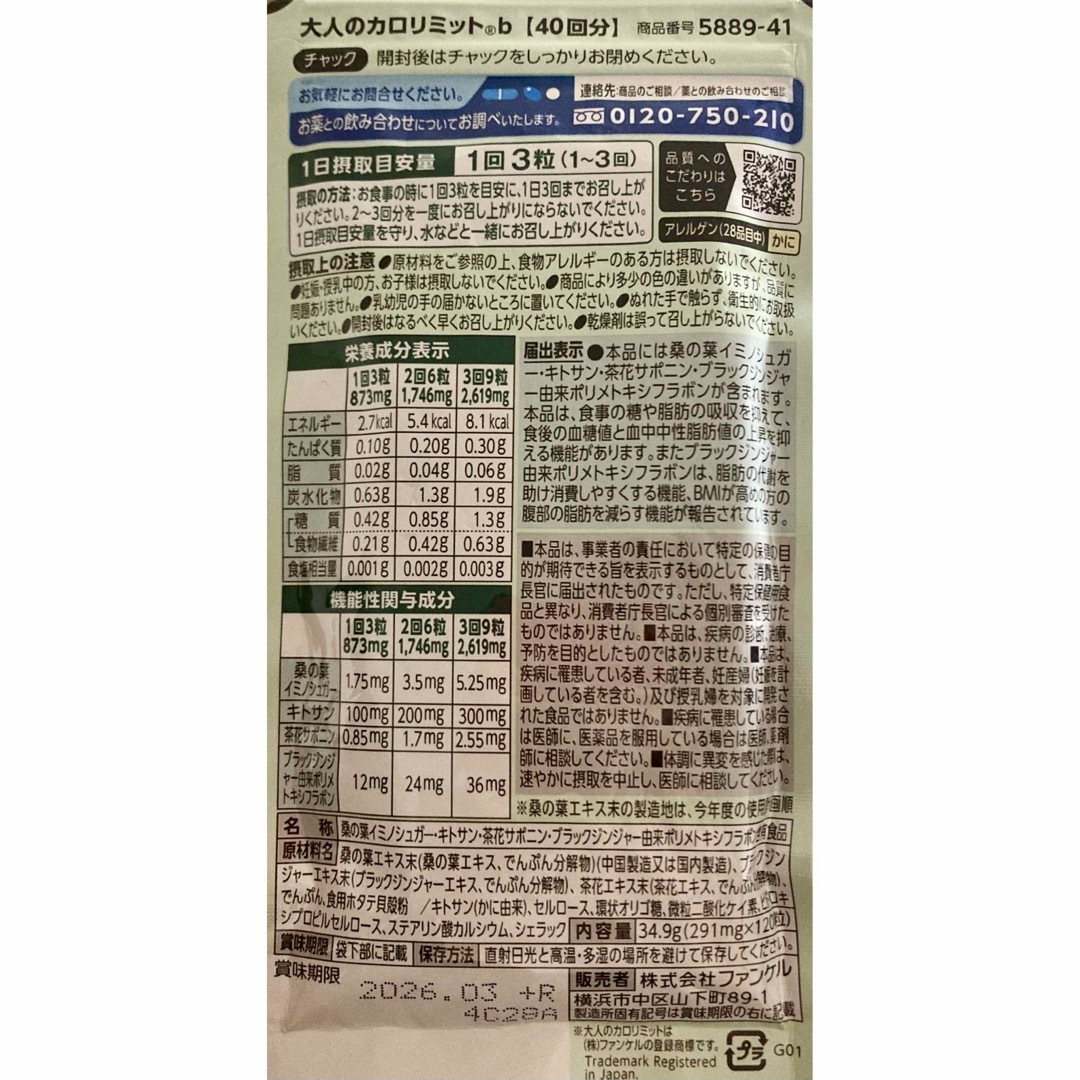 大人のカロリミット®b【40回分】 商品番号 5889-41
チャック 開封後はチャックをしっかりお閉めください。
お気軽にお問合せください。
お薬との飲み合わせについてお調べいたします。
連絡先:商品のご相談/薬との飲み合わせのご相談
0120-750-210
1日摂取目安量 1回3粒(1~3回)
摂取の方法:お食事の時に1回3粒を目安に、1日3回までお召し上が
りください。2~3回分を一度にお召し上がりにならないでください。
1日摂取目安量を守り、水などと一緒にお召し上がりください。
品質への
こだわりは
こちら
アレルゲン(28品目中) かに
摂取上の注意 ●原材料をご参照の上、食物アレルギーのある方は摂取しないでください。
●妊娠・授乳中の方、お子様は摂取しないでください。●商品により多少の色の違いがありますが、品質に
問題ありません。●乳幼児の手の届かないところに置いてください。●ぬれた手で触らず、衛生的にお取扱
いください。●開封後はなるべく早くお召し上がりください。●乾燥剤は誤って召し上がらないでください。
栄養成分表示
1回3粒 2回6粒 3回9粒
873mg 1,746mg 2,619mg
エネルギー 2.7kcal 5.4kcal 8.1kcal
たんぱく質 0.10g 0.20g 0.30g
脂質 0.02g 0.04g 0.06g
炭水化物 0.63g 1.3g 1.9g
糖質 0.42g 0.85g 1.3g
食物繊維 0.21g 0.42g 0.63g
食塩相当量 0.001g 0.002g 0.003g
機能性関与成分
1回3粒 2回6粒 3回9粒
873mg 1,746mg 2,619mg
桑の葉
イミノシュガー 1.75mg 3.5mg 5.25mg
キトサン 100mg 200mg 300mg
茶花サポニン 0.85mg 1.7mg 2.55mg
ブラックジンジ
ャー由来ポリメ
トキシフラボン 12mg 24mg 36mg
届出表示 ●本品には桑の葉イミノシュガ
ー・キトサン・茶花サポニン・ブラックジンジャ
ー由来ポリメトキシフラボンが含まれます。
本品は、食事の糖や脂肪の吸収を抑えて、
食後の血糖値と血中中性脂肪値の上昇を抑
える機能があります。またブラックジンジャー
由来ポリメトキシフラボンは、脂肪の代謝を
助け消費しやすくする機能、BMIが高めの方の
腹部の脂肪を減らす機能が報告されています。
■本品は、事業者の責任において特定の保健の目
的が期待できる旨を表示するものとして、消費者庁
長官に届出されたものです。ただし、特定保健用食
品と異なり、消費者庁長官による個別審査を受けた
ものではありません。■本品は、疾病の診断、治療、
予防を目的としたものではありません。■本品は、
疾病に罹患している者、未成年者、妊産婦(妊娠を計
画している者を含む。)及び授乳婦を対象に開発さ
れた食品ではありません。■疾病に罹患している場合
は医師に、医薬品を服用している場合は医師、薬剤
師に相談してください。■体調に異変を感じた際は、
速やかに摂取を中止し、医師に相談してください。
※桑の葉エキス末の製造地は、今年度の使用計画順
名称 桑の葉イミノシュガー・キトサン・茶花サポニン・ブラックジンジャー由来ポリメトキシフラボン含有食品
原材料名 桑の葉エキス末(桑の葉エキス、でんぷん分解物)(中国製造又は国内製造)、ブラックジン
ジャーエキス末(ブラックジンジャーエキス、でんぷん分解物)、茶花エキス末(茶花エキス、でんぷん分解物)、
でんぷん、食用ホタテ貝殻粉 /キトサン(かに由来)、セルロース、環状オリゴ糖、微粒二酸化ケイ素、ヒドロキ
シプロピルセルロース、ステアリン酸カルシウム、シェラック
内容量 34.9g(291mg×120粒)
賞味期限 袋下部に記載 保存方法 直射日光と高温・多湿の場所を避けて保存してください。
賞味期限
2026.03 +R
4C28A
販売者 株式会社ファンケル
横浜市中区山下町89-1
製造所固有記号は賞味期限の右に記載
※大人のカロリミットは
(株)ファンケルの登録商標です。
Trademark Registered
in Japan.
プラ
G01